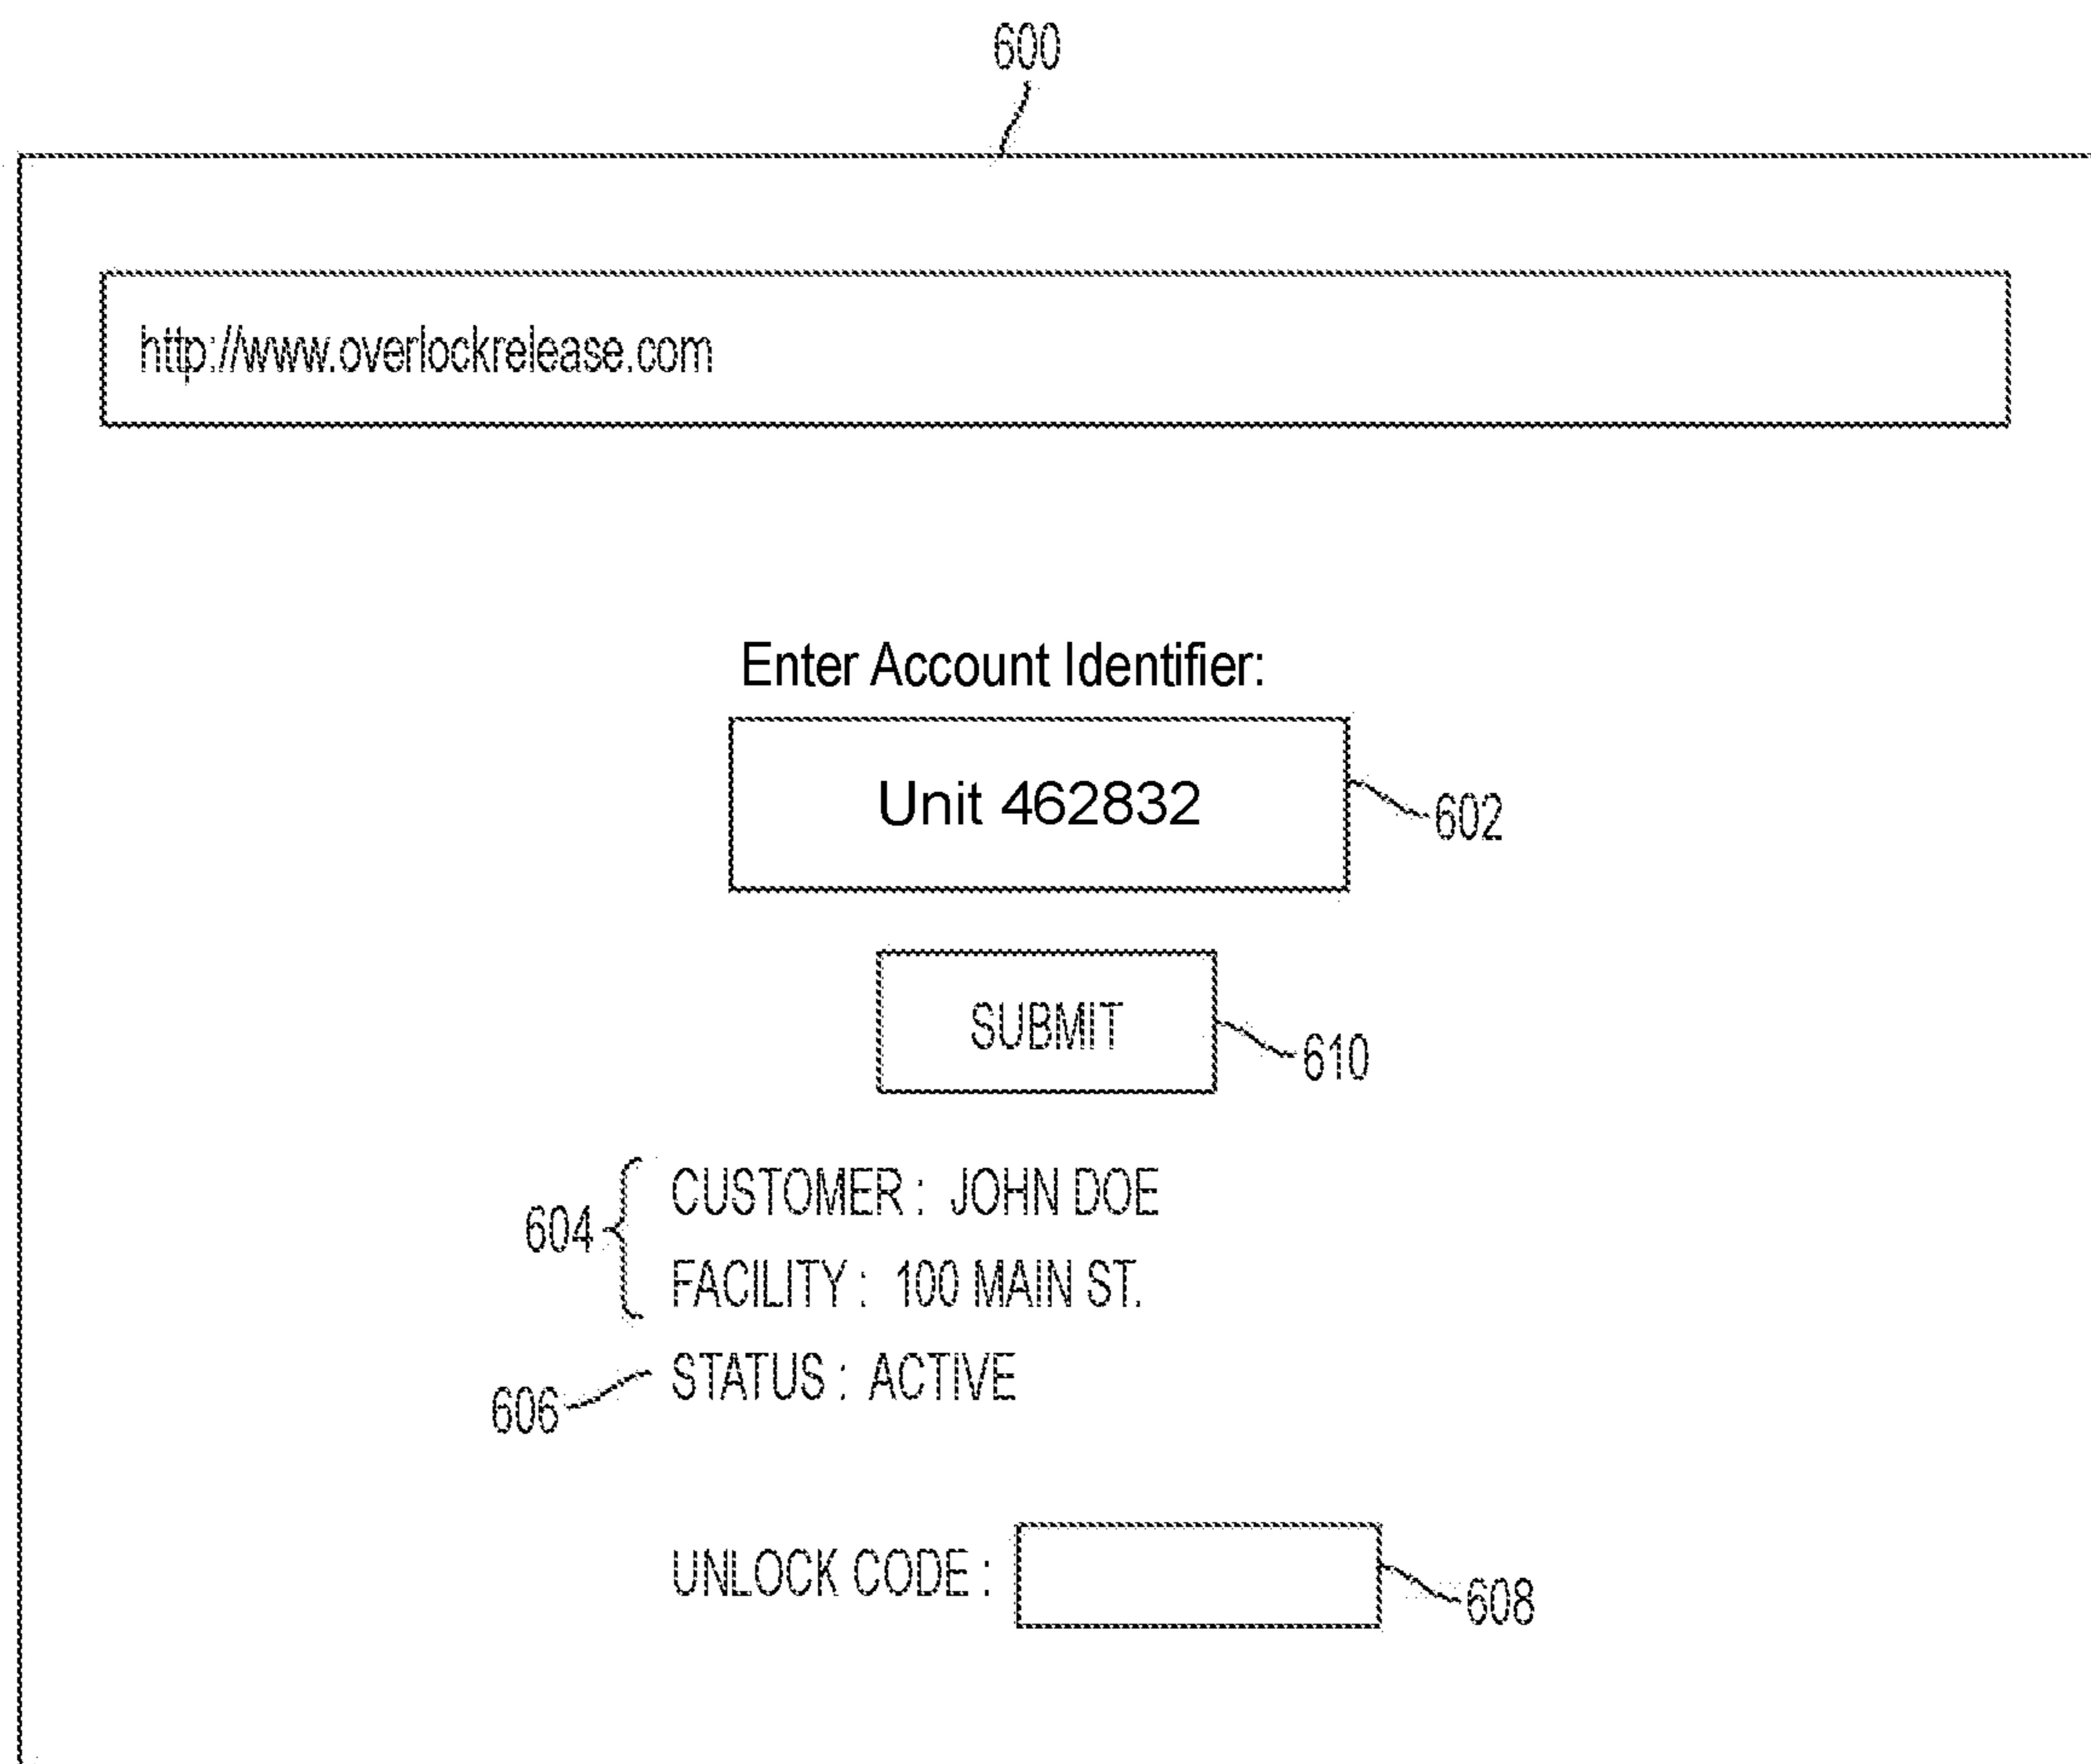 600
http://www.overlockrelease.com
Enter Account Identifier:
Unit 462832
602
SUBMIT
610
604
CUSTOMER : JOHN DOE
FACILITY : 100 MAIN ST.
606
STATUS : ACTIVE
UNLOCK CODE :
608